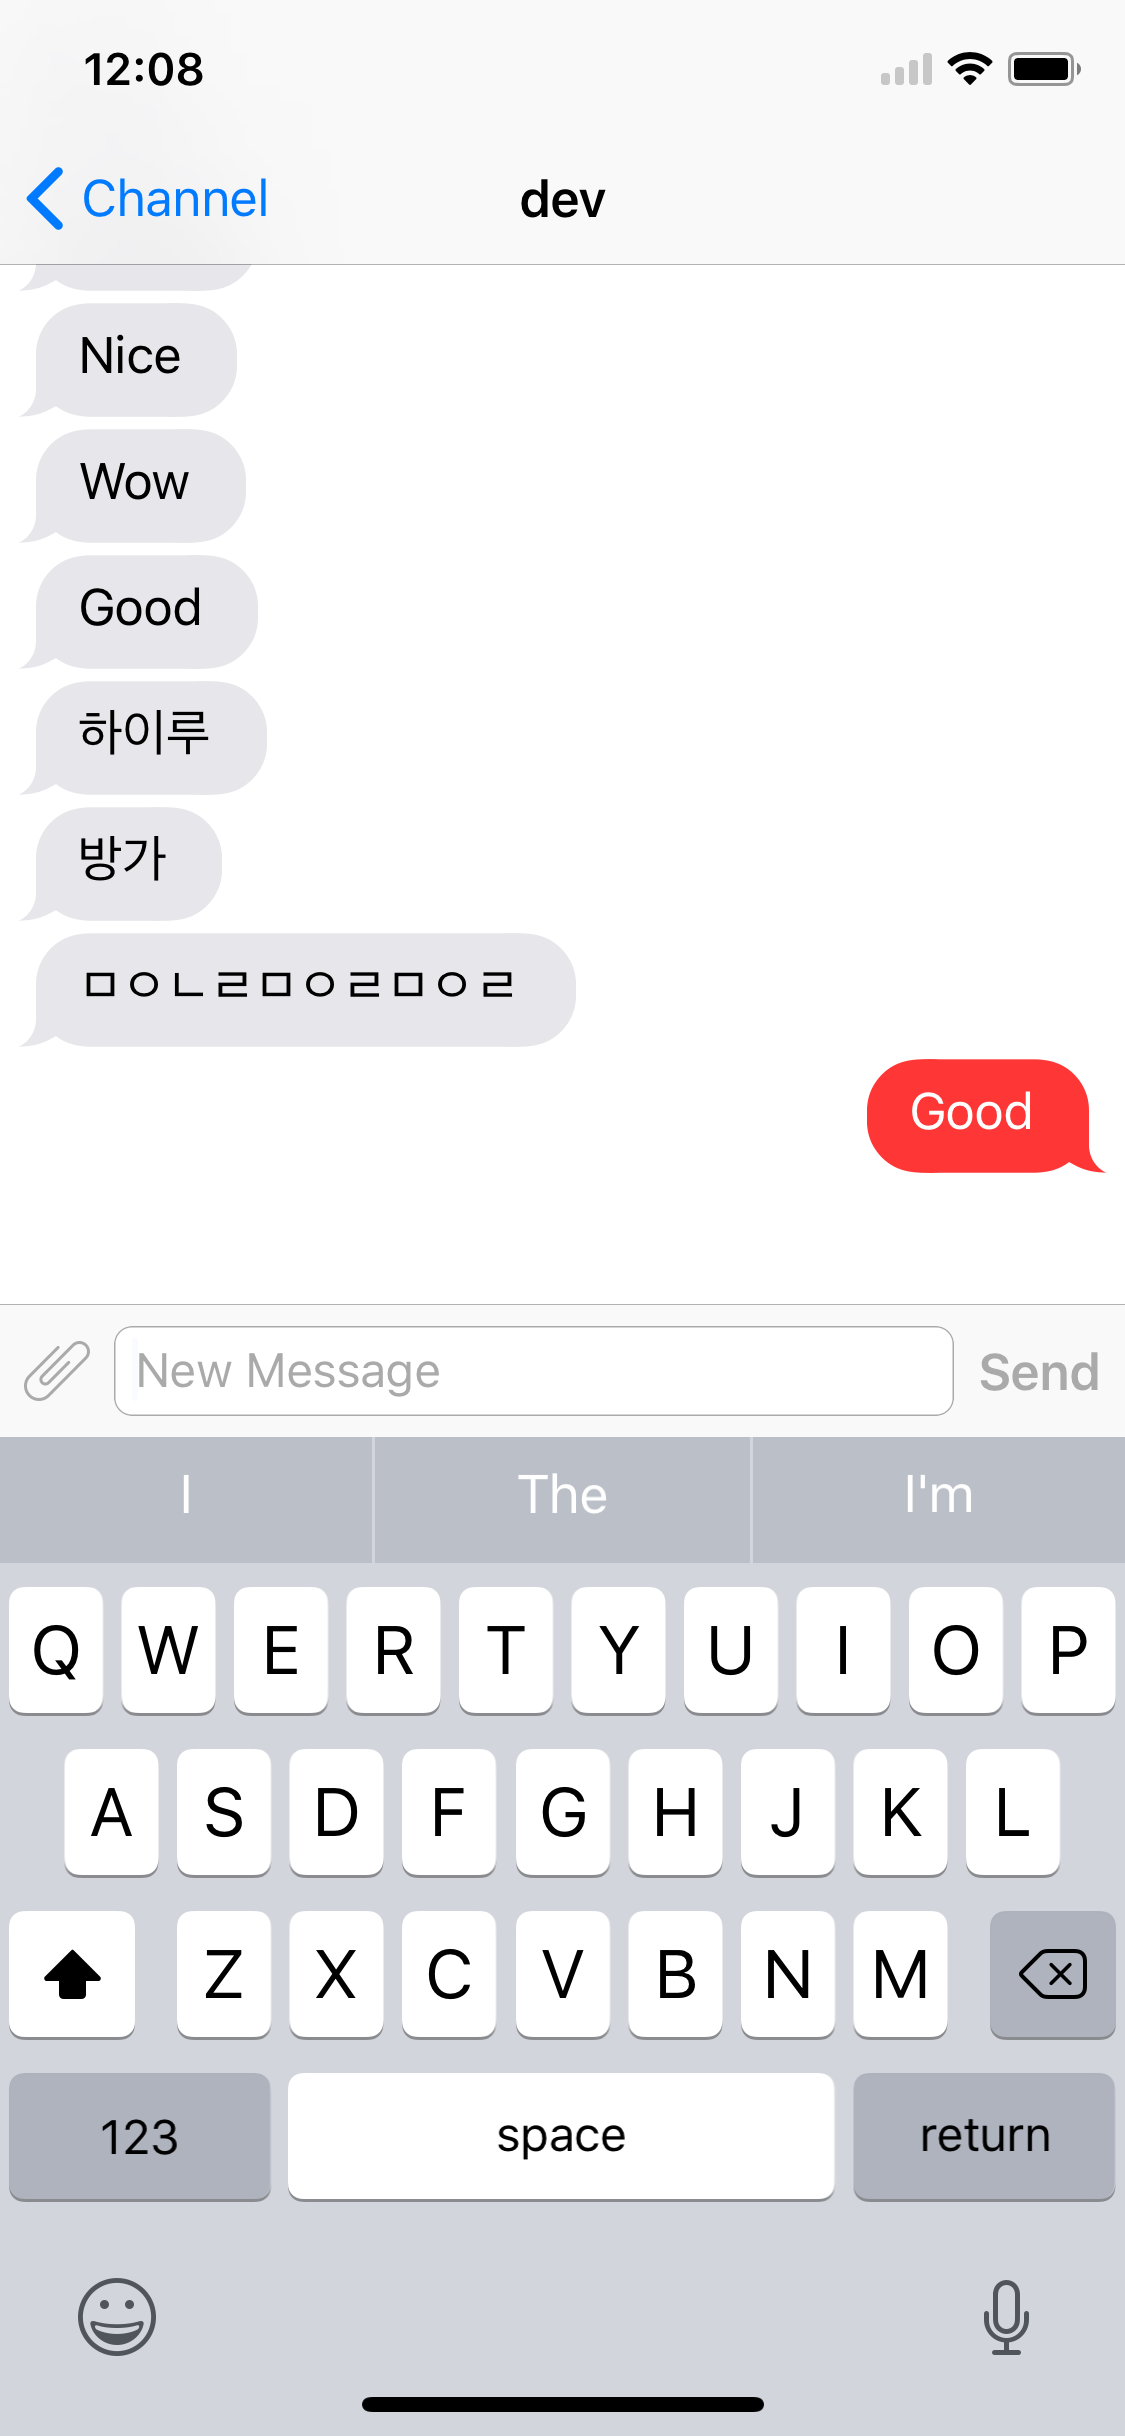 12:08
Channel
dev
Nice
Wow
Good
하이루
방가
ㅁㅇㄴㄹㅁㅇㄹㅁㅇㄹ
Good
New Message
Send
I
The
I'm
Q W E R T Y U I O P
A S D F G H J K L
Z X C V B N M
123
space
return